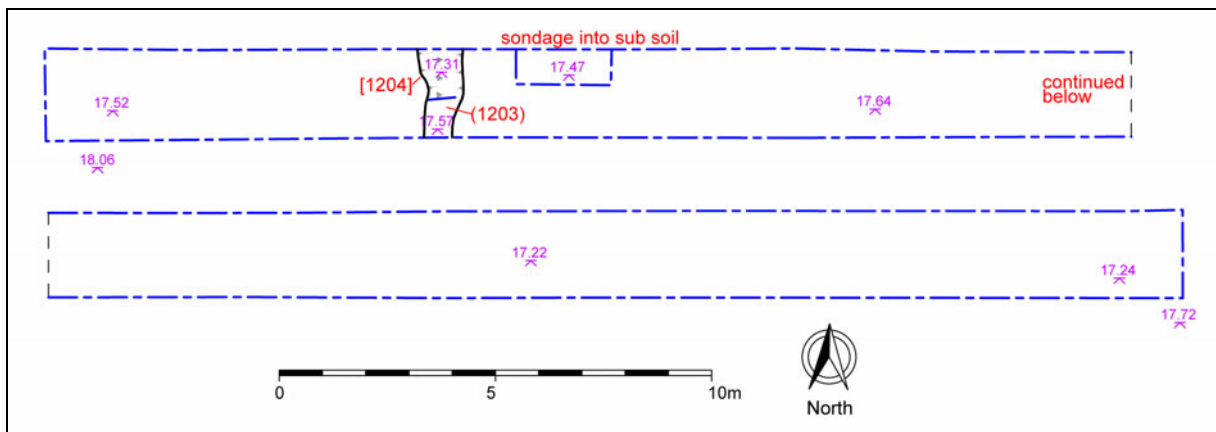 sondage into sub soil
17.31
17.47
[1204]
continued
below
17.52
17.64
(1203)
17.57
18.06
17.22
17.24
17.72
0
5
10m
North